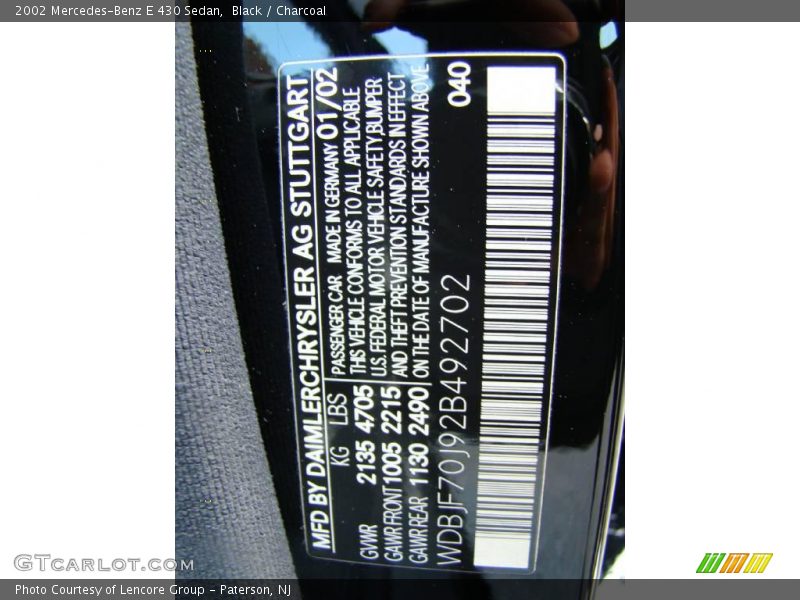 2002 Mercedes-Benz E 430 Sedan, Black / Charcoal
MFD BY DAIMLERCHRYSLER AG STUTTGART
KG LBS PASSENGER CAR MADE IN GERMANY 01/02
GVWR 2135 4705 THIS VEHICLE CONFORMS TO ALL APPLICABLE
GAWR FRONT 1005 2215 U.S. FEDERAL MOTOR VEHICLE SAFETY, BUMPER
GAWR REAR 1130 2490 AND THEFT PREVENTION STANDARDS IN EFFECT
ON THE DATE OF MANUFACTURE SHOWN ABOVE
WDBJF70J92B492702 040
GTCARLOT.COM
Photo Courtesy of Lencore Group - Paterson, NJ